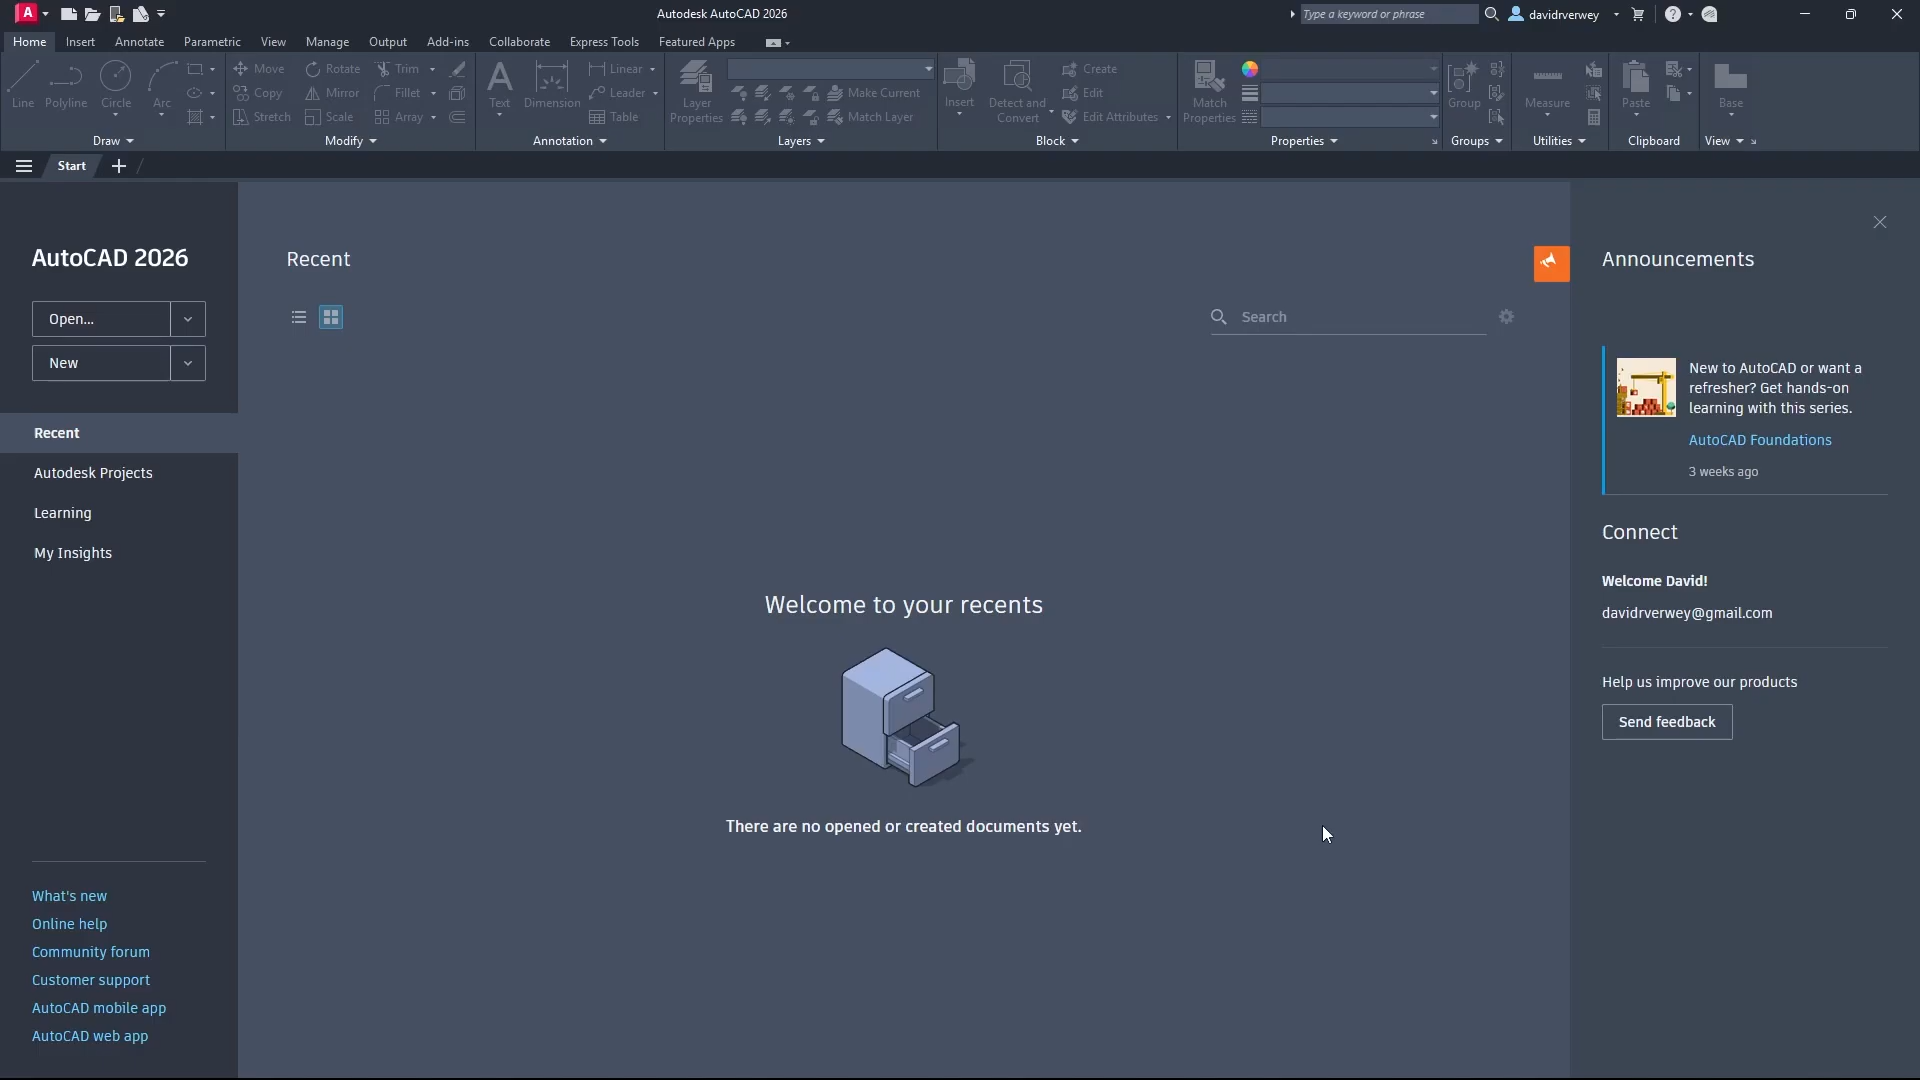 Autodesk AutoCAD 2026
Type a keyword or phrase
davidrverwey
Home Insert Annotate Parametric View Manage Output Add-ins Collaborate Express Tools Featured Apps
Line Polyline Circle Arc
Move Rotate Trim
Copy Mirror Fillet
Stretch Scale Array
Text Dimension
Linear
Leader
Table
Layer Properties
Make Current
Match Layer
Insert
Detect and Convert
Create
Edit
Edit Attributes
Match Properties
Group
Measure
Paste
Base
Draw Modify Annotation Layers Block Properties Groups Utilities Clipboard View
Start
AutoCAD 2026
Open...
New
Recent
Autodesk Projects
Learning
My Insights
What's new
Online help
Community forum
Customer support
AutoCAD mobile app
AutoCAD web app
Recent
Search
Welcome to your recents
There are no opened or created documents yet.
Announcements
New to AutoCAD or want a
refresher? Get hands-on
learning with this series.
AutoCAD Foundations
3 weeks ago
Connect
Welcome David!
davidrverwey@gmail.com
Help us improve our products
Send feedback